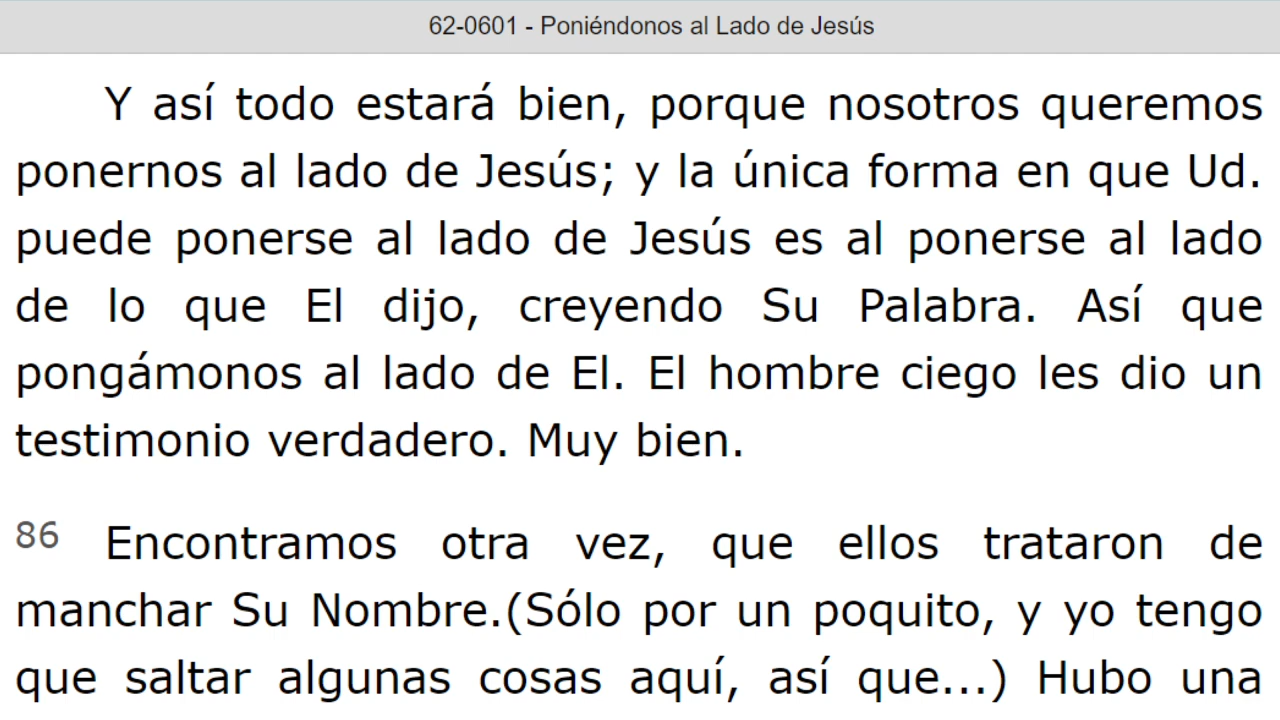 62-0601 - Poniéndonos al Lado de Jesús
Y así todo estará bien, porque nosotros queremos
ponernos al lado de Jesús; y la única forma en que Ud.
puede ponerse al lado de Jesús es al ponerse al lado
de lo que El dijo, creyendo Su Palabra. Así que
pongámonos al lado de El. El hombre ciego les dio un
testimonio verdadero. Muy bien.
86 Encontramos otra vez, que ellos trataron de
manchar Su Nombre.(Sólo por un poquito, y yo tengo
que saltar algunas cosas aquí, así que...) Hubo una